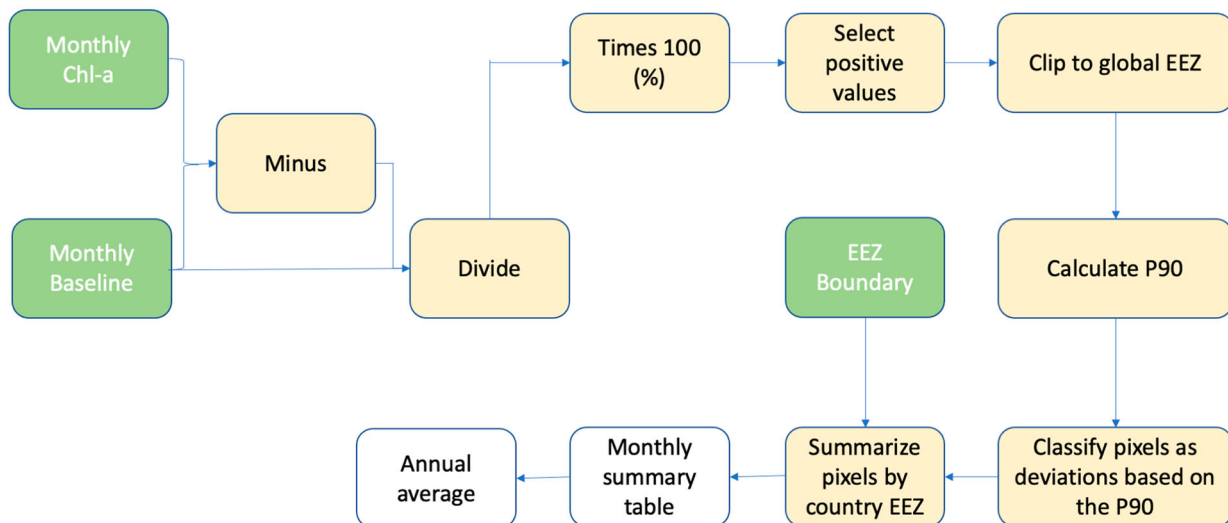 Monthly
Chl-a
Times 100
(%)
Select
positive
values
Clip to global EEZ
Minus
Monthly
Baseline
Divide
EEZ
Boundary
Calculate P90
Annual
average
Monthly
summary
table
Summarize
pixels by
country EEZ
Classify pixels as
deviations based on
the P90